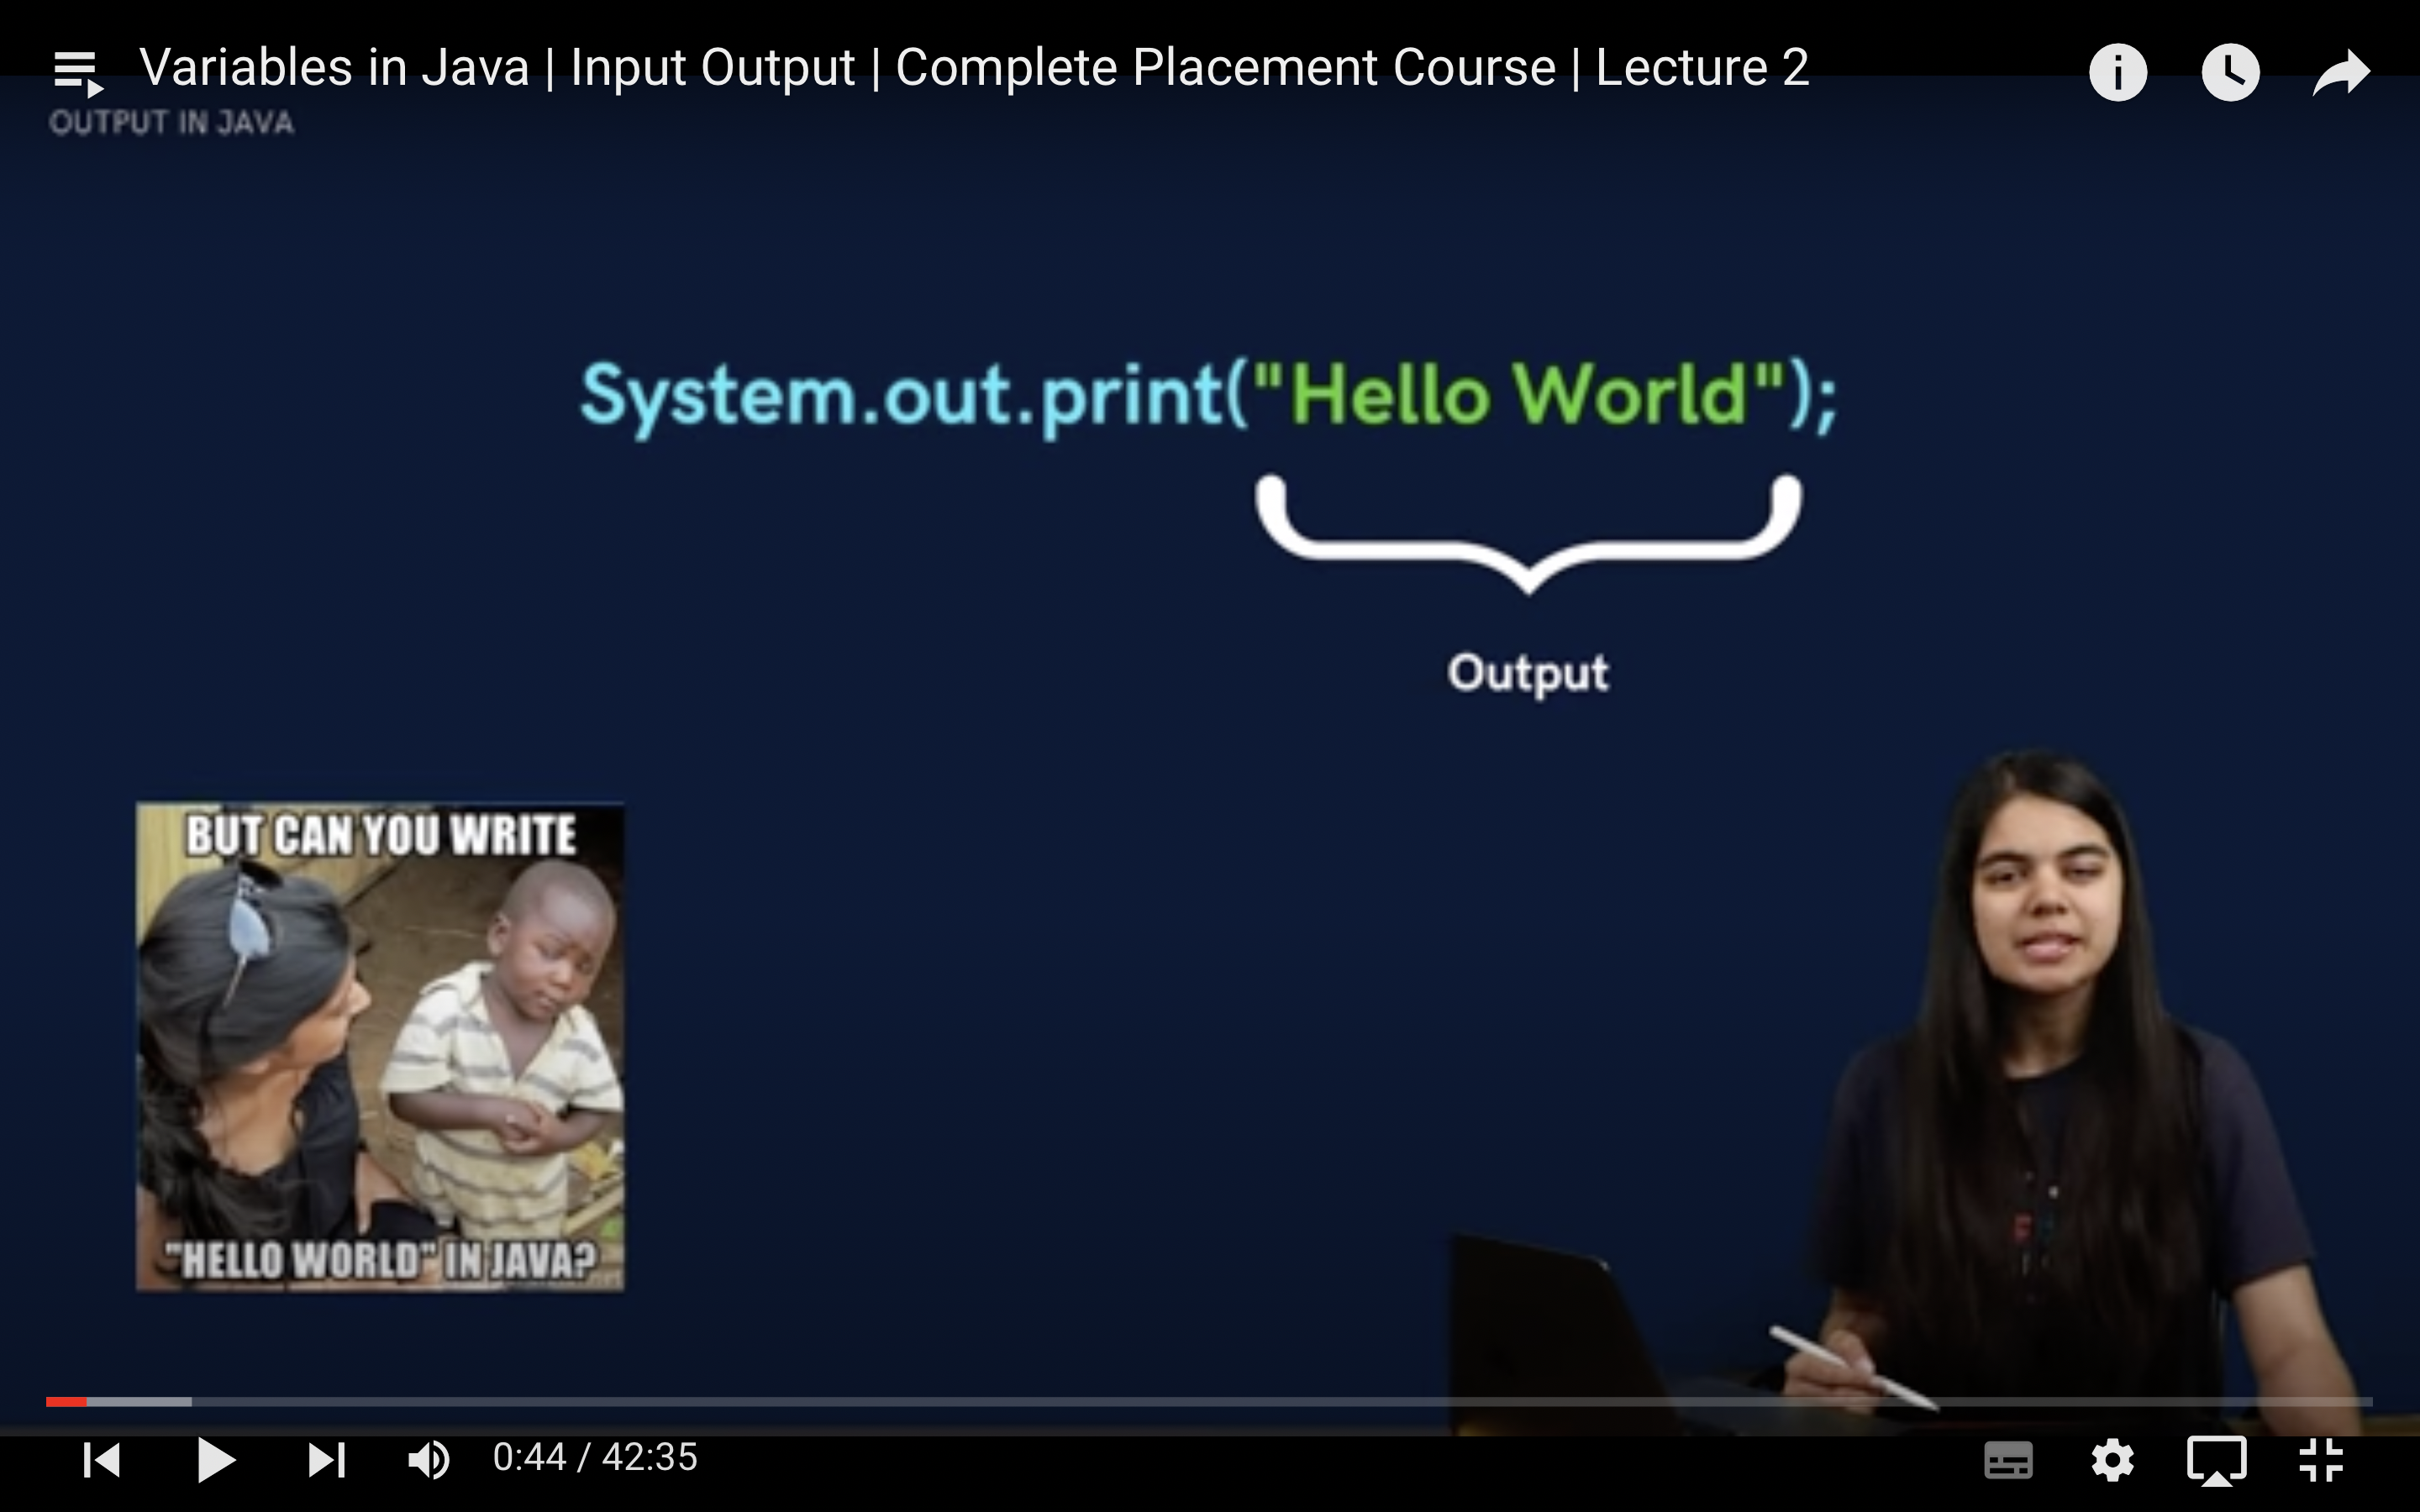 Variables in Java | Input Output | Complete Placement Course | Lecture 2
OUTPUT IN JAVA
System.out.print("Hello World");
Output
BUT CAN YOU WRITE
"HELLO WORLD" IN JAVA?
0:44 / 42:35